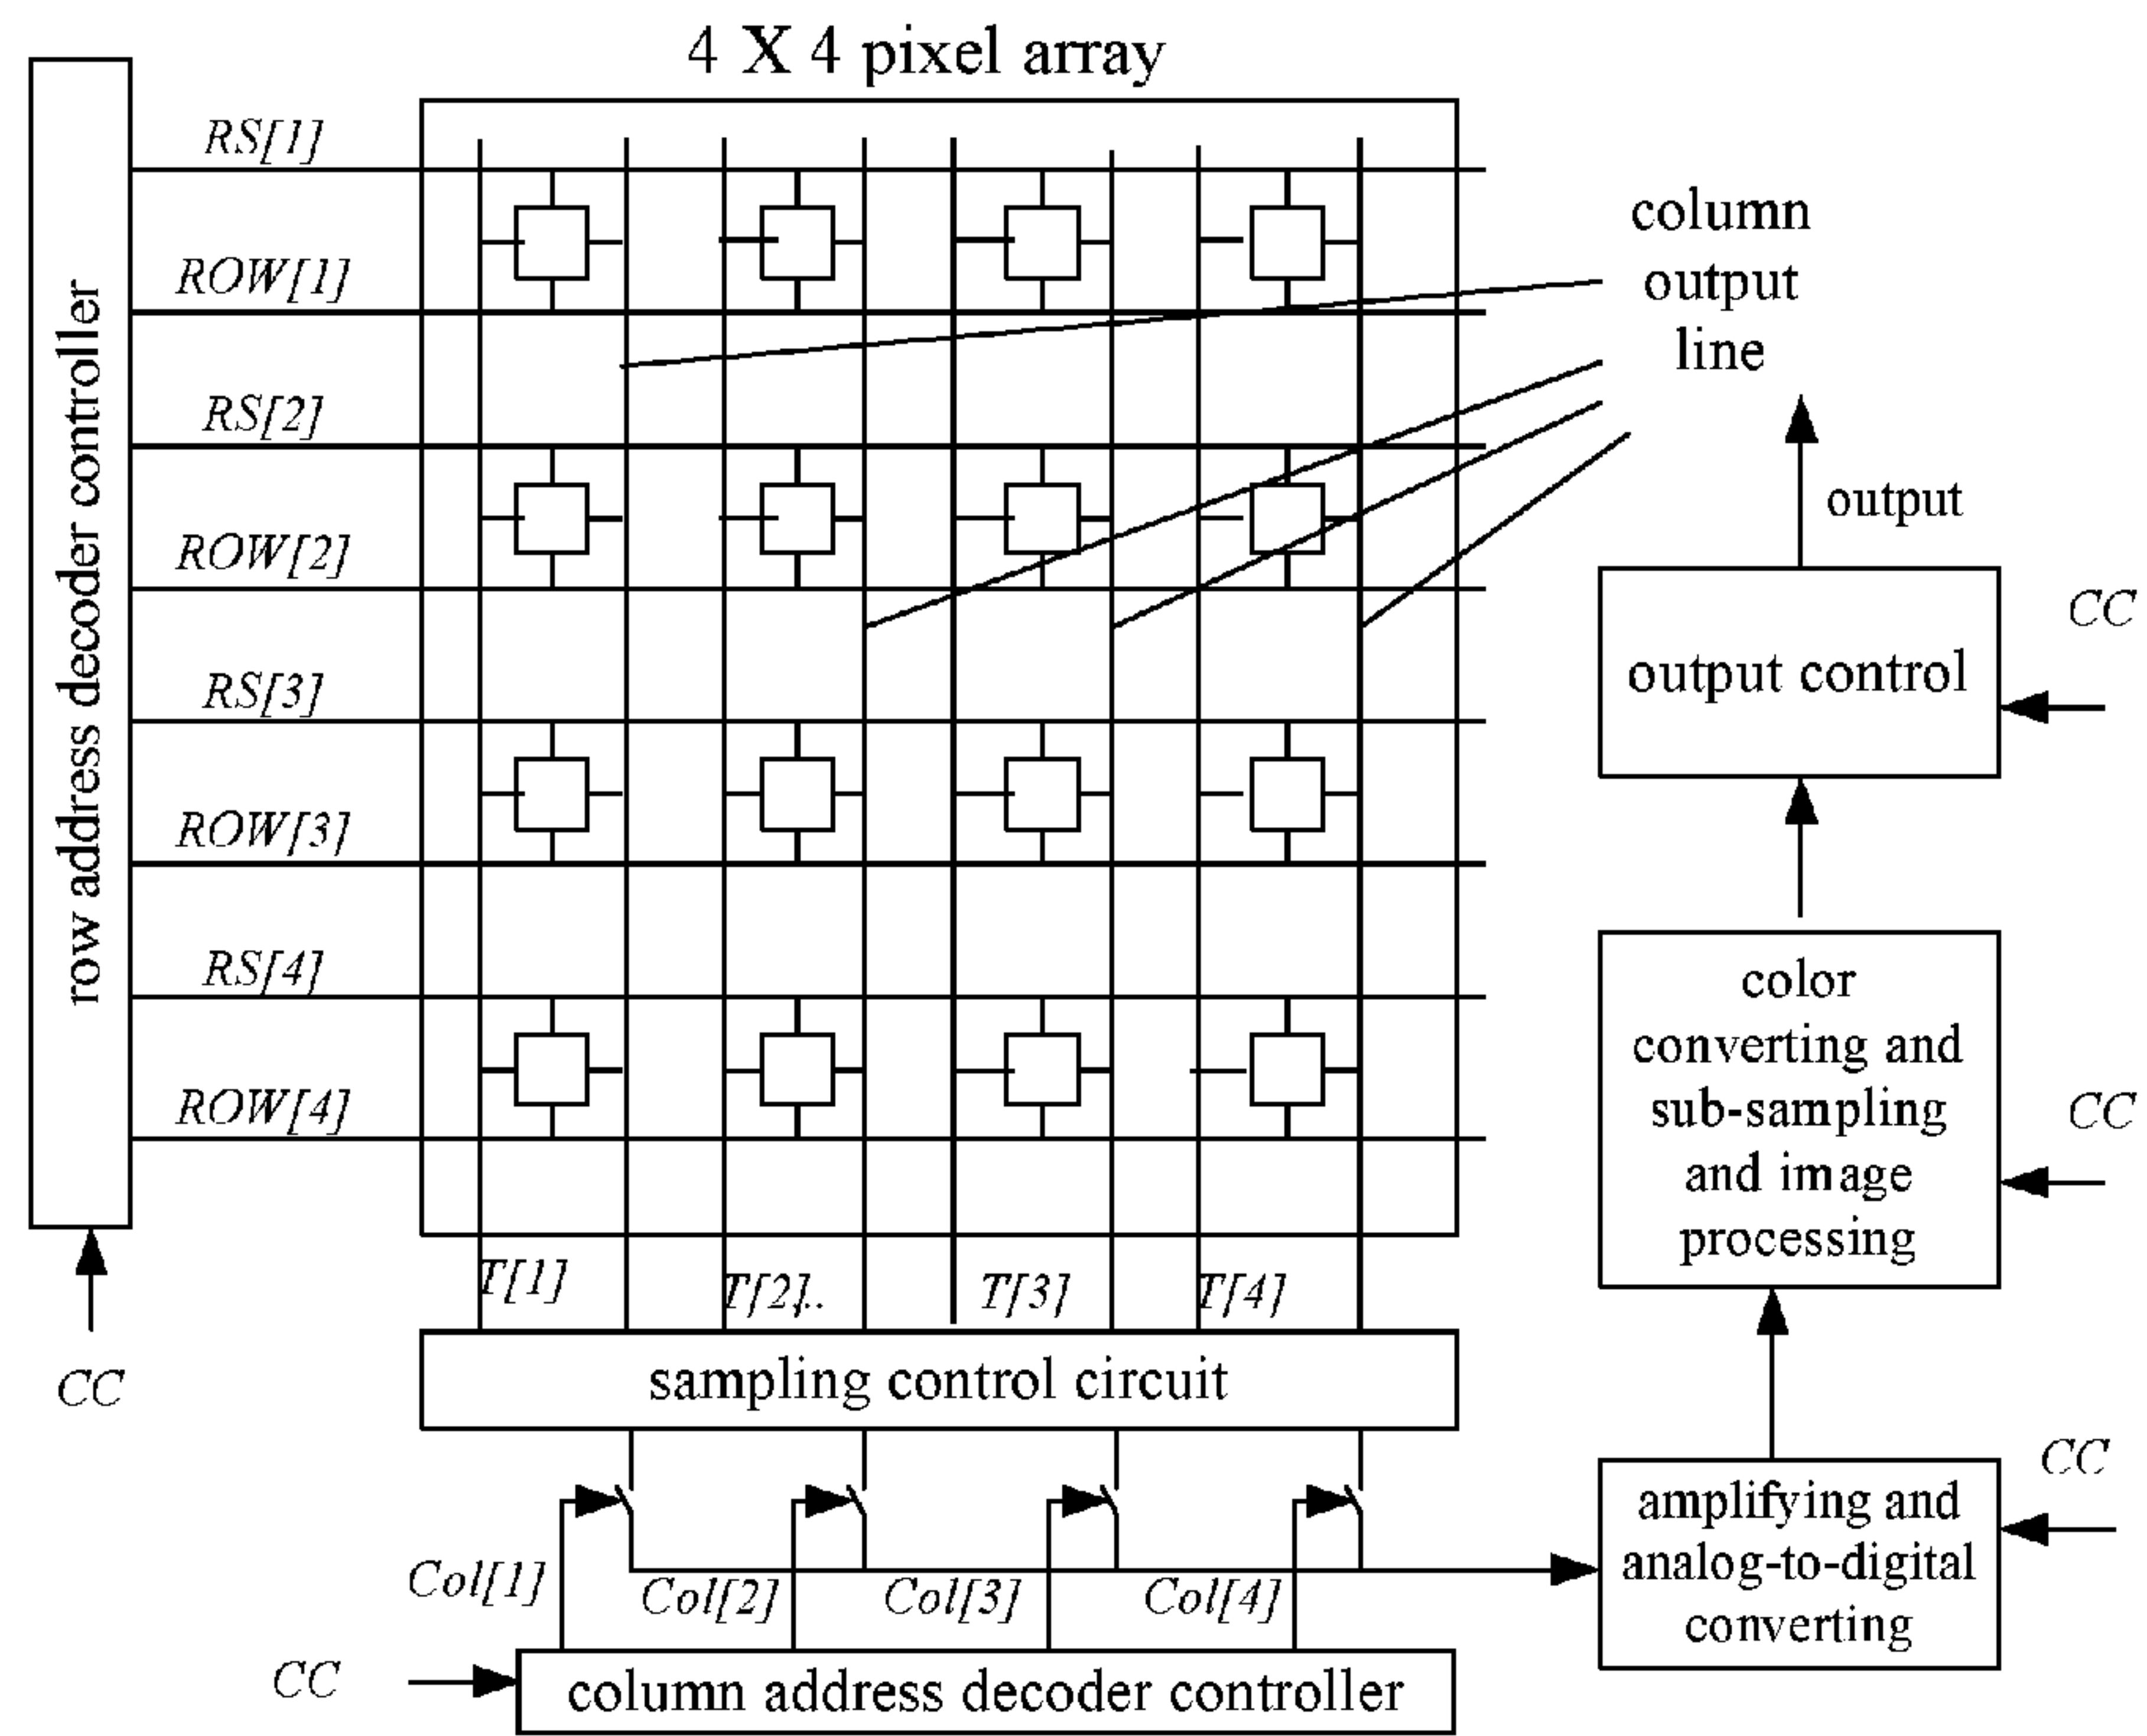 4 X 4 pixel array
row address decoder controller
RS[1]
ROW[1]
RS[2]
ROW[2]
RS[3]
ROW[3]
RS[4]
ROW[4]
CC
column
output
line
output
output control
CC
color
converting and
sub-sampling
and image
processing
CC
amplifying and
analog-to-digital
converting
CC
T[1]
T[2]..
T[3]
T[4]
sampling control circuit
Col[1]
Col[2]
Col[3]
Col[4]
CC
column address decoder controller